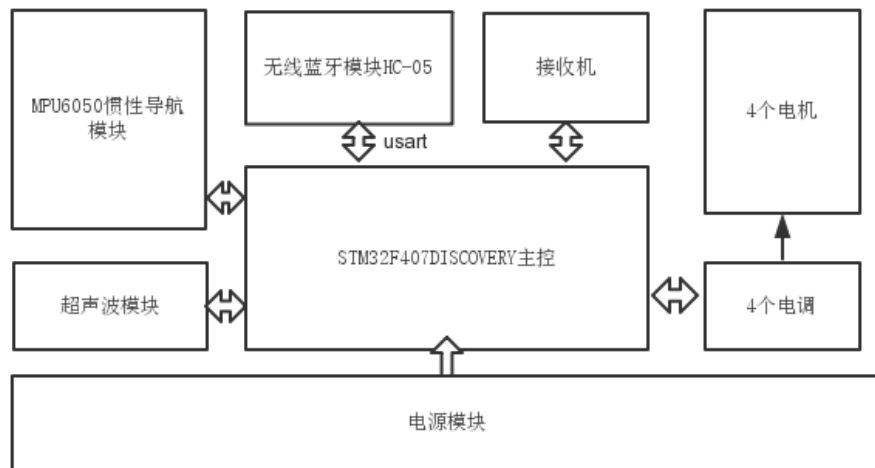 无线蓝牙模块HC-05
接收机
MPU6050惯性导航
模块
4个电机
usart
STM32F407DISCOVERY主控
超声波模块
4个电调
电源模块